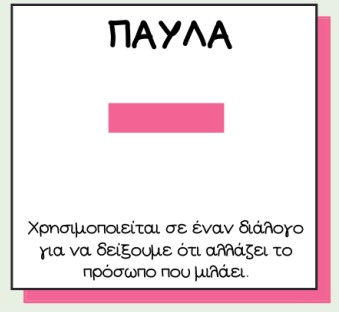 ΠΑΥΛΑ
Χρησιμοποιείται σε έναν διάλογο
για να δείξουμε ότι αλλάζει το
πρόσωπο που μιλάει.